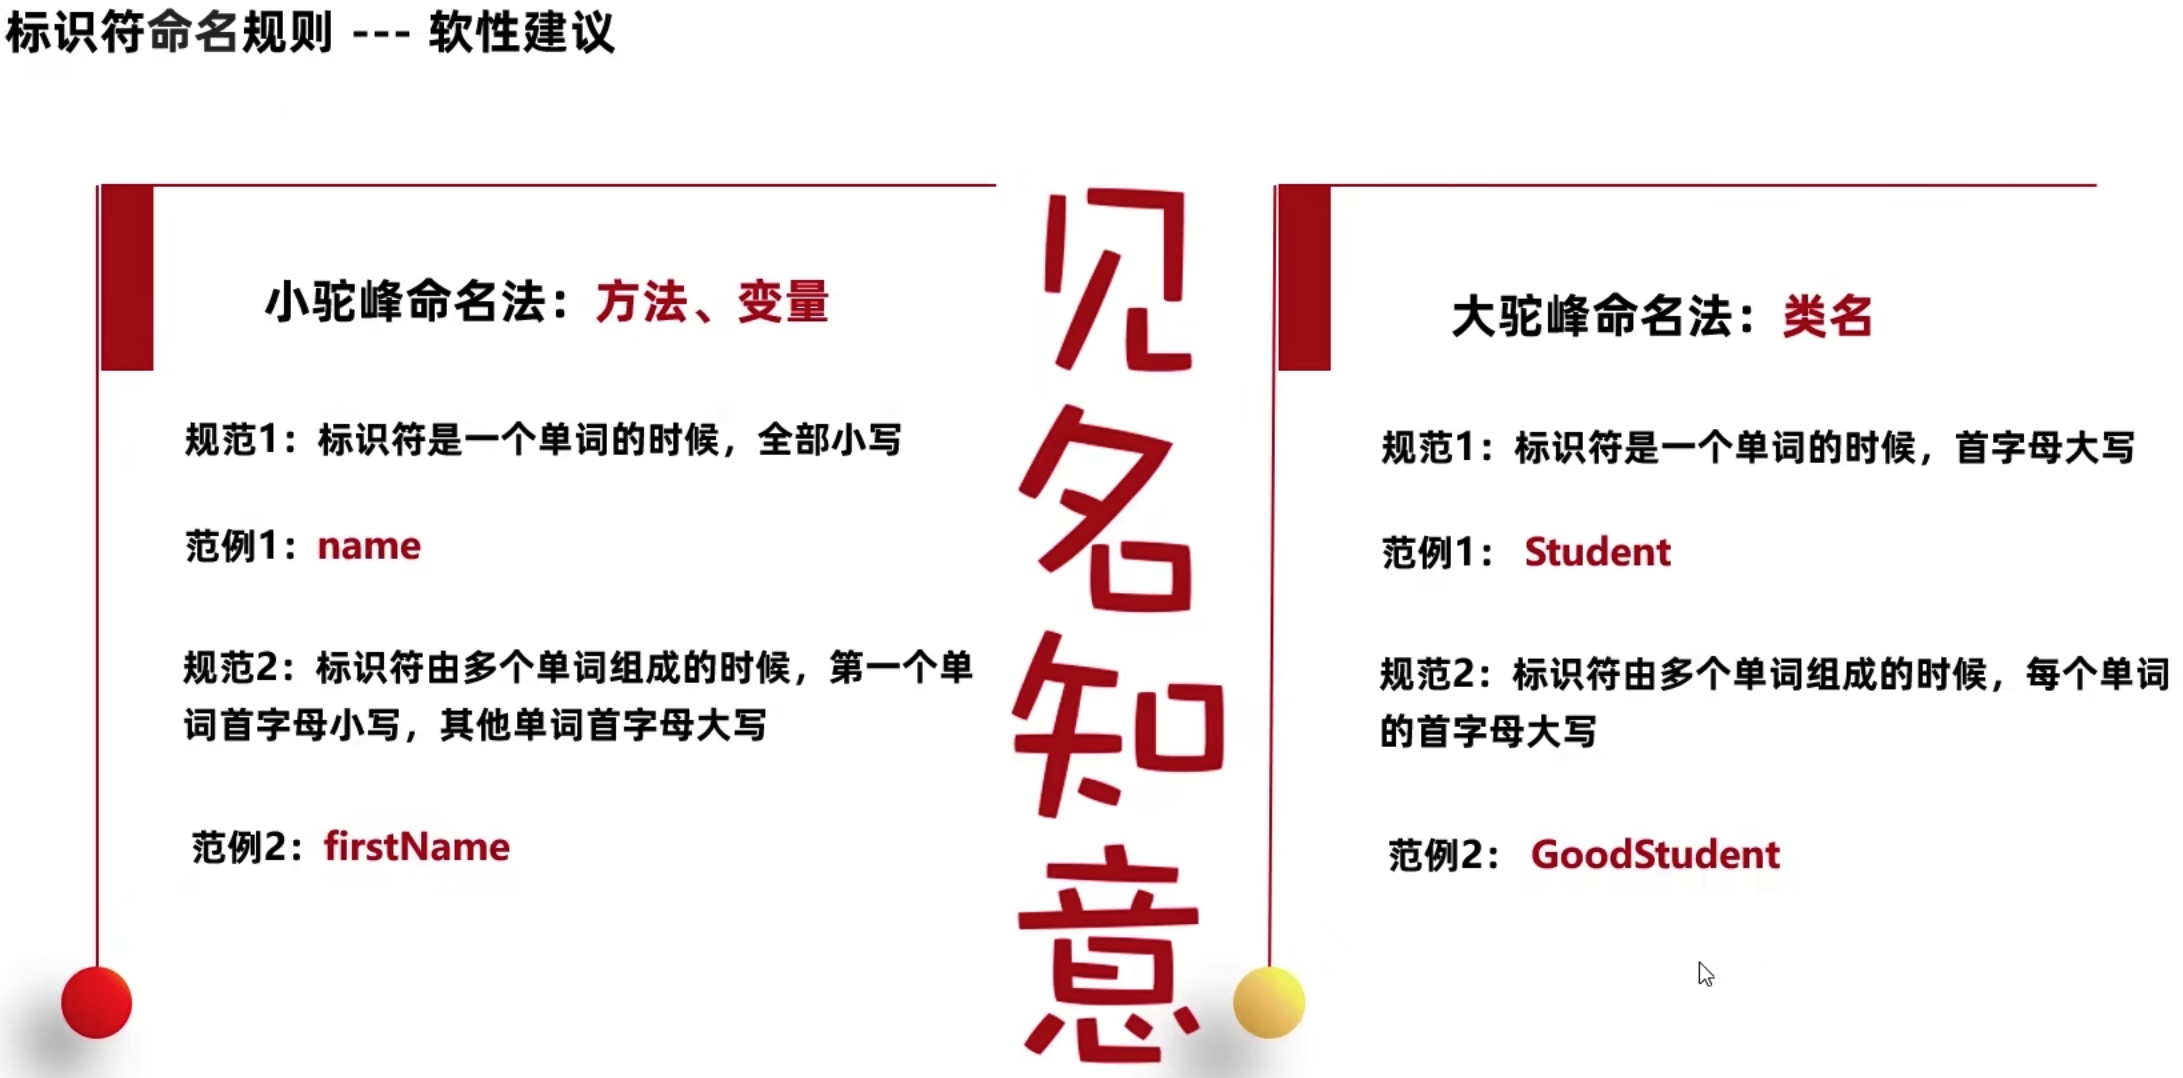 标识符命名规则 --- 软性建议
小驼峰命名法：方法、变量
规范1：标识符是一个单词的时候，全部小写
范例1：name
规范2：标识符由多个单词组成的时候，第一个单
词首字母小写，其他单词首字母大写
范例2：firstName
见
名
知
意
大驼峰命名法：类名
规范1：标识符是一个单词的时候，首字母大写
范例1： Student
规范2：标识符由多个单词组成的时候，每个单词
的首字母大写
范例2： GoodStudent